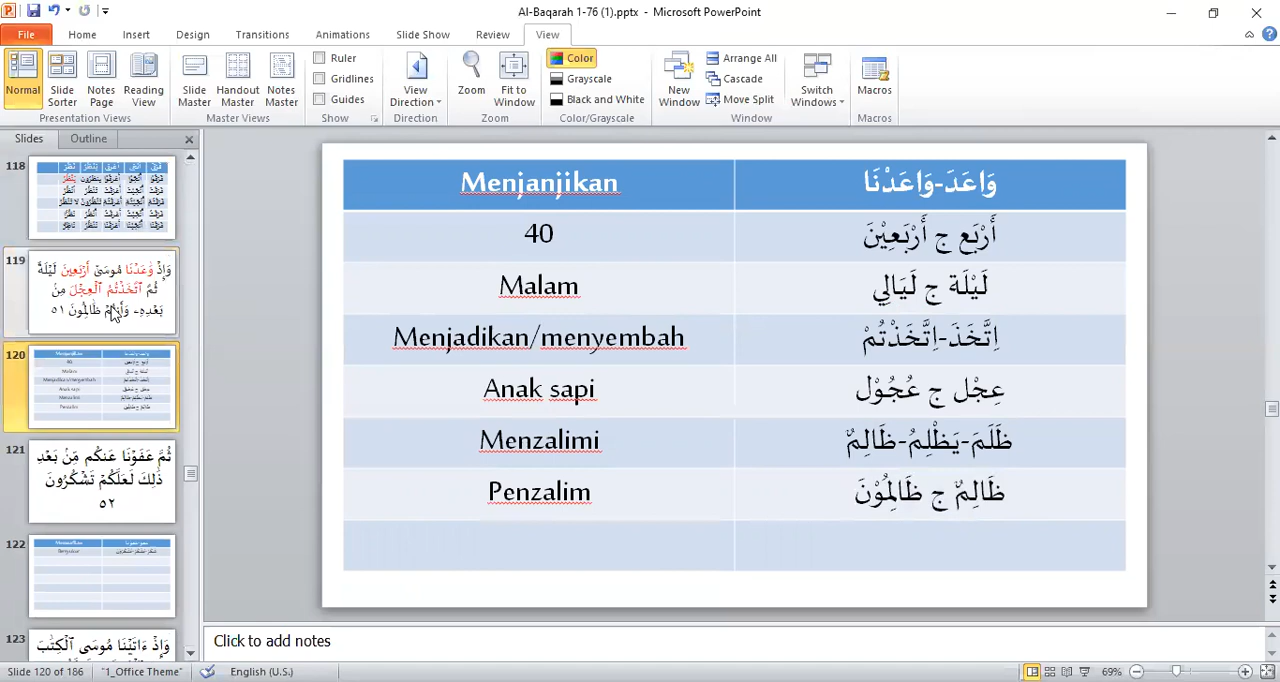 Al-Baqarah 1-76 (1).pptx - Microsoft PowerPoint
File Home Insert Design Transitions Animations Slide Show Review View
Normal Slide Sorter Notes Page Reading View
Presentation Views
Slide Master Handout Master Notes Master
Master Views
Ruler
Gridlines
Guides
Show
View Direction
Direction
Zoom Fit to Window
Zoom
Color
Grayscale
Black and White
Color/Grayscale
New Window
Arrange All
Cascade
Move Split
Switch Windows
Window
Macros
Macros
Slides Outline
118
119
وَإِذْ وَٰعَدْنَا مُوسَىٰٓ أَرْبَعِينَ لَيْلَةً
ثُمَّ ٱتَّخَذْتُمُ ٱلْعِجْلَ مِنۢ
بَعْدِهِۦ وَأَنتُمْ ظَٰلِمُونَ ٥١
120
121
ثُمَّ عَفَوْنَا عَنكُم مِّنۢ بَعْدِ
ذَٰلِكَ لَعَلَّكُمْ تَشْكُرُونَ
٥٢
122
123
وَإِذْ ءَاتَيْنَا مُوسَى ٱلْكِتَٰبَ
Menjanjikan وَاعَدَ-وَاعَدْنَا
40 أَرْبَع ج أَرْبَعِيْنَ
Malam لَيْلَة ج لَيَالِي
Menjadikan/menyembah اِتَّخَذَ-اِتَّخَذْتُمْ
Anak sapi عِجْل ج عُجُوْل
Menzalimi ظَلَمَ-يَظْلِمُ-ظَالِمٌ
Penzalim ظَالِمٌ ج ظَالِمُوْنَ
Click to add notes
Slide 120 of 186 "1_Office Theme" English (U.S.) 69%